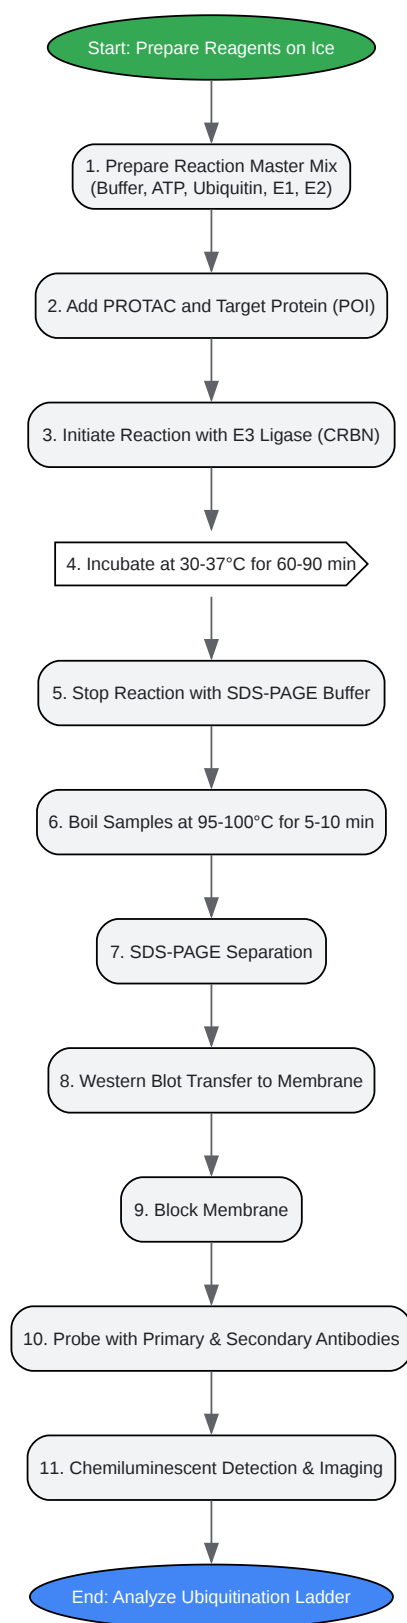 Start: Prepare Reagents on Ice
1. Prepare Reaction Master Mix
(Buffer, ATP, Ubiquitin, E1, E2)
2. Add PROTAC and Target Protein (POI)
3. Initiate Reaction with E3 Ligase (CRBN)
4. Incubate at 30-37°C for 60-90 min
5. Stop Reaction with SDS-PAGE Buffer
6. Boil Samples at 95-100°C for 5-10 min
7. SDS-PAGE Separation
8. Western Blot Transfer to Membrane
9. Block Membrane
10. Probe with Primary & Secondary Antibodies
11. Chemiluminescent Detection & Imaging
End: Analyze Ubiquitination Ladder